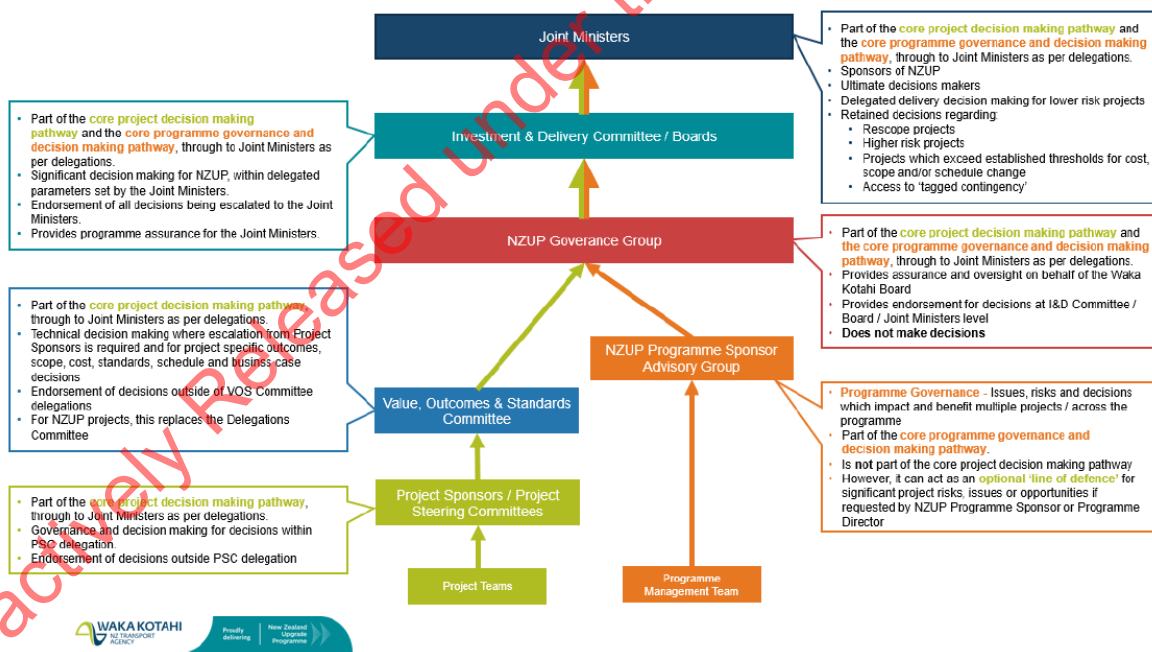 Joint Ministers
• Part of the core project decision making pathway and
the core programme governance and decision making
pathway, through to Joint Ministers as per delegations.
• Sponsors of NZUP
• Ultimate decisions makers
• Delegated delivery decision making for lower risk projects
• Retained decisions regarding:
• Rescope projects
• Higher risk projects
• Projects which exceed established thresholds for cost,
scope and/or schedule change
• Access to ‘tagged contingency’
• Part of the core project decision making
pathway and the core programme governance and
decision making pathway, through to Joint Ministers as
per delegations.
• Significant decision making for NZUP, within delegated
parameters set by the Joint Ministers.
• Endorsement of all decisions being escalated to the Joint
Ministers.
• Provides programme assurance for the Joint Ministers.
Investment & Delivery Committee / Boards
NZUP Goverance Group
• Part of the core project decision making pathway and
the core programme governance and decision making
pathway, through to Joint Ministers as per delegations.
• Provides assurance and oversight on behalf of the Waka
Kotahi Board
• Provides endorsement for decisions at I&D Committee /
Board / Joint Ministers level
• Does not make decisions
• Part of the core project decision making pathway,
through to Joint Ministers as per delegations.
• Technical decision making where escalation from Project
Sponsors is required and for project specific outcomes,
scope, cost, standards, schedule and businss case
decisions
• Endorsement of decisions outside of VOS Committee
delegations
• For NZUP projects, this replaces the Delegations
Committee
Value, Outcomes & Standards
Committee
NZUP Programme Sponsor
Advisory Group
• Programme Governance - Issues, risks and decisions
which impact and benefit multiple projects / across the
programme
• Part of the core programme governance and
decision making pathway.
• Is not part of the core project decision making pathway
• However, it can act as an optional ‘line of defence’ for
significant project risks, issues or opportunities if
requested by NZUP Programme Sponsor or Programme
Director
• Part of the core project decision making pathway,
through to Joint Ministers as per delegations.
• Governance and decision making for decisions within
PSC delegation.
• Endorsement of decisions outside PSC delegation
Project Sponsors / Project
Steering Committees
Project Teams
Programme
Management Team
WAKA KOTAHI
NZ TRANSPORT
AGENCY
Proudly
delivering
New Zealand
Upgrade
Programme
actively Released under